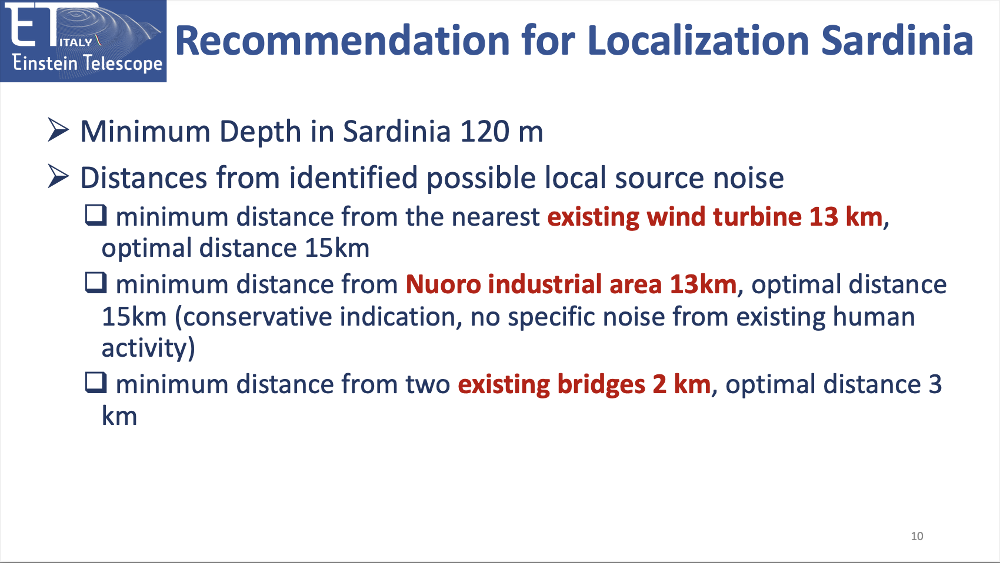 ET ITALY
Einstein Telescope
Recommendation for Localization Sardinia
Minimum Depth in Sardinia 120 m
Distances from identified possible local source noise
minimum distance from the nearest existing wind turbine 13 km,
optimal distance 15km
minimum distance from Nuoro industrial area 13km, optimal distance
15km (conservative indication, no specific noise from existing human
activity)
minimum distance from two existing bridges 2 km, optimal distance 3
km
10